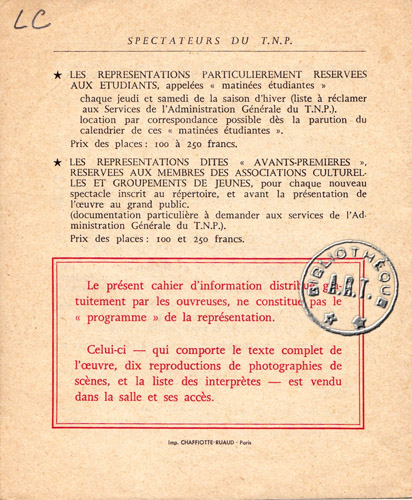 LC
SPECTATEURS DU T.N.P.
★ LES REPRESENTATIONS PARTICULIEREMENT RESERVEES
AUX ETUDIANTS, appelées « matinées étudiantes »
chaque jeudi et samedi de la saison d'hiver (liste à réclamer
aux Services de l'Administration Générale du T.N.P.).
location par correspondance possible dès la parution du
calendrier de ces « matinées étudiantes ».
Prix des places : 100 à 250 francs.
★ LES REPRESENTATIONS DITES « AVANTS-PREMIERES »,
RESERVEES AUX MEMBRES DES ASSOCIATIONS CULTUREL-
LES ET GROUPEMENTS DE JEUNES, pour chaque nouveau
spectacle inscrit au répertoire, et avant la présentation de
l'œuvre au grand public.
(documentation particulière à demander aux services de l'Ad-
ministration Générale du T.N.P.).
Prix des places : 100 et 250 francs.
BIBLIOTHÈQUE
A.R.T.
Le présent cahier d'information distribué gra-
tuitement par les ouvreuses, ne constitue pas le
« programme » de la représentation.
Celui-ci — qui comporte le texte complet de
l'œuvre, dix reproductions de photographies de
scènes, et la liste des interprètes — est vendu
dans la salle et ses accès.
Imp. CHAFFIOTTE-RUAUD - Paris